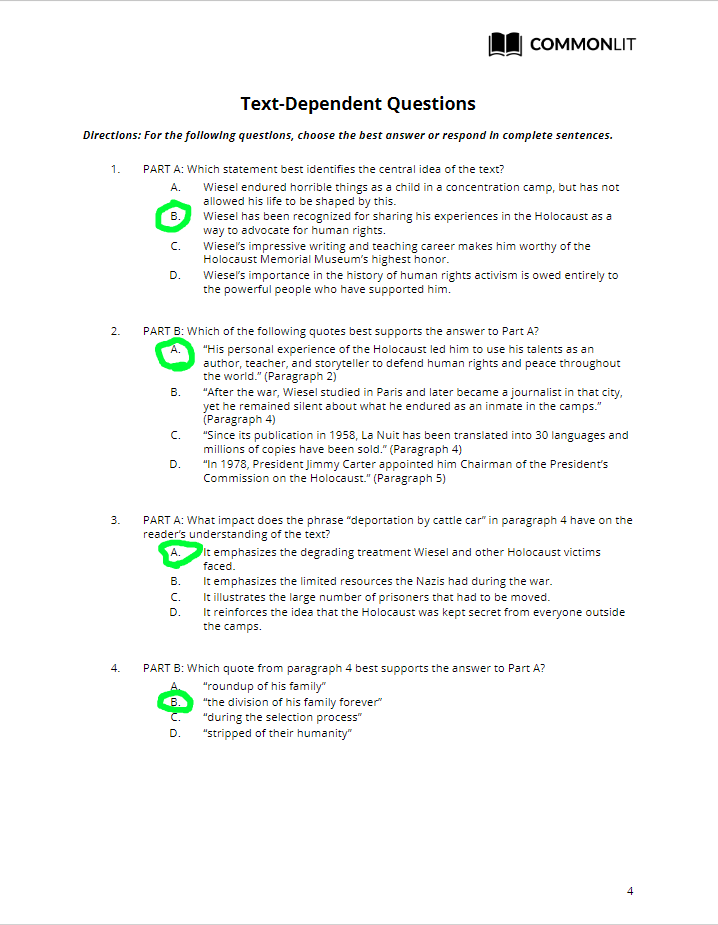 COMMONLIT
Text-Dependent Questions
Directions: For the following questions, choose the best answer or respond in complete sentences.
1. PART A: Which statement best identifies the central idea of the text?
A. Wiesel endured horrible things as a child in a concentration camp, but has not
allowed his life to be shaped by this.
B. Wiesel has been recognized for sharing his experiences in the Holocaust as a
way to advocate for human rights.
C. Wiesel's impressive writing and teaching career makes him worthy of the
Holocaust Memorial Museum's highest honor.
D. Wiesel's importance in the history of human rights activism is owed entirely to
the powerful people who have supported him.
2. PART B: Which of the following quotes best supports the answer to Part A?
A. "His personal experience of the Holocaust led him to use his talents as an
author, teacher, and storyteller to defend human rights and peace throughout
the world." (Paragraph 2)
B. "After the war, Wiesel studied in Paris and later became a journalist in that city,
yet he remained silent about what he endured as an inmate in the camps."
(Paragraph 4)
C. "Since its publication in 1958, La Nuit has been translated into 30 languages and
millions of copies have been sold." (Paragraph 4)
D. "In 1978, President Jimmy Carter appointed him Chairman of the President's
Commission on the Holocaust." (Paragraph 5)
3. PART A: What impact does the phrase "deportation by cattle car" in paragraph 4 have on the
reader's understanding of the text?
A. It emphasizes the degrading treatment Wiesel and other Holocaust victims
faced.
B. It emphasizes the limited resources the Nazis had during the war.
C. It illustrates the large number of prisoners that had to be moved.
D. It reinforces the idea that the Holocaust was kept secret from everyone outside
the camps.
4. PART B: Which quote from paragraph 4 best supports the answer to Part A?
A. "roundup of his family"
B. "the division of his family forever"
C. "during the selection process"
D. "stripped of their humanity"
4